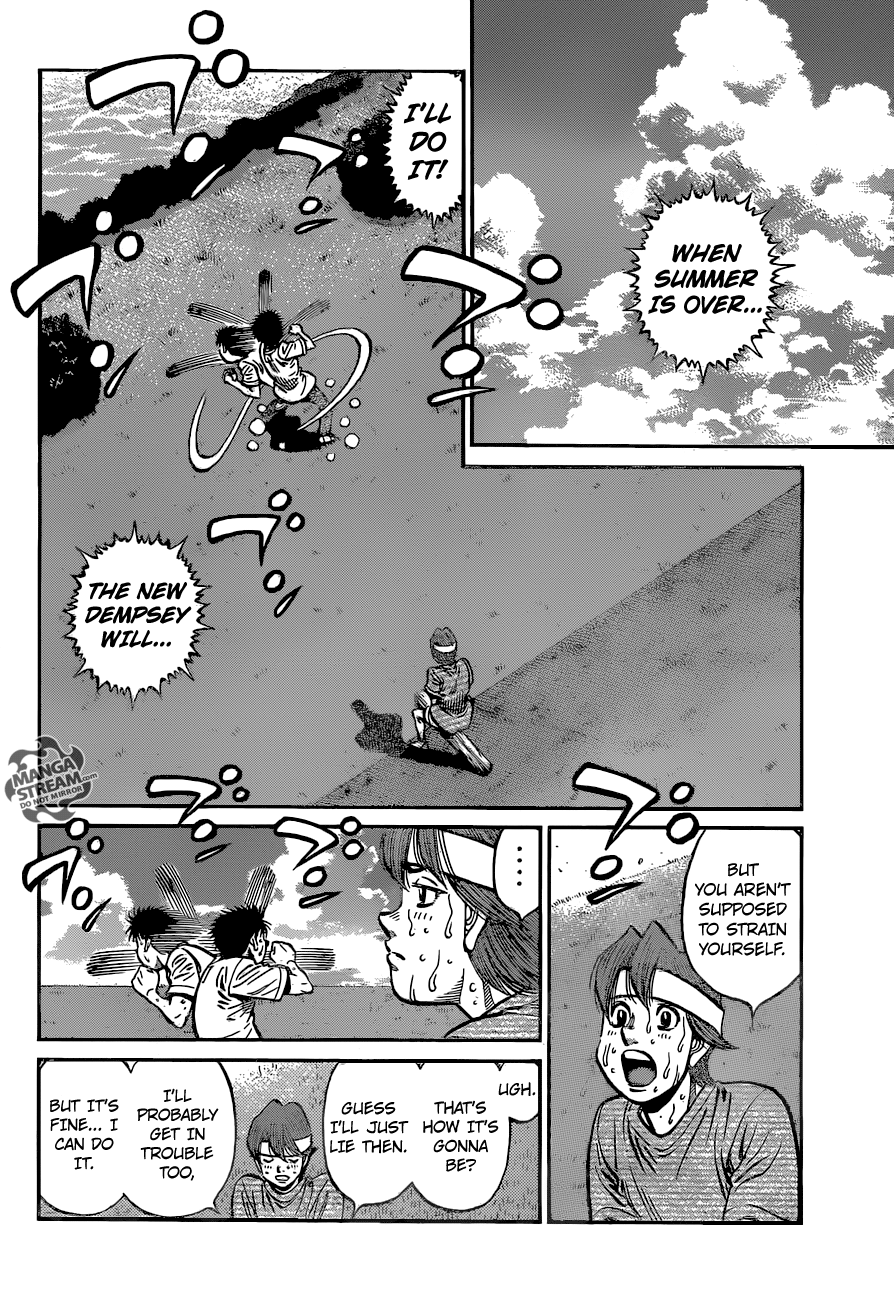 WHEN
SUMMER
IS OVER...
I'LL
DO
IT!
THE NEW
DEMPSEY
WILL...
MANGA
STREAM.com
DO NOT MIRROR
BUT
YOU AREN'T
SUPPOSED
TO STRAIN
YOURSELF.
....
UGH.
THAT'S
HOW IT'S
GONNA
BE?
GUESS
I'LL JUST
LIE THEN.
I'LL
PROBABLY
GET IN
TROUBLE
TOO,
BUT IT'S
FINE... I
CAN DO
IT.